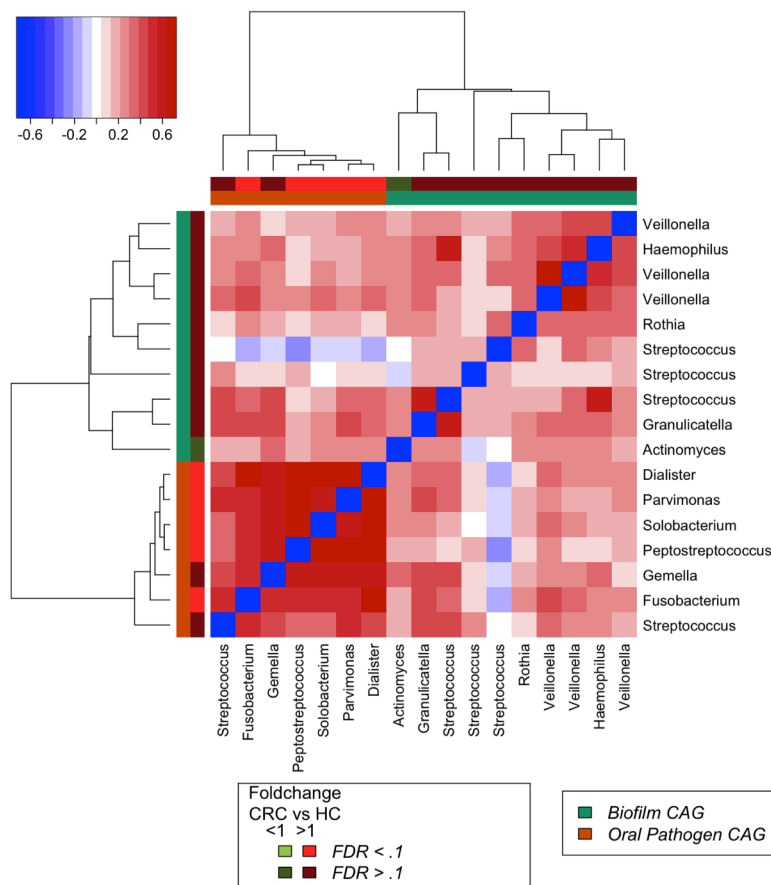 -0.6 -0.2 0.2 0.6
Veillonella
Haemophilus
Veillonella
Veillonella
Rothia
Streptococcus
Streptococcus
Streptococcus
Granulicatella
Actinomyces
Dialister
Parvimonas
Solobacterium
Peptostreptococcus
Gemella
Fusobacterium
Streptococcus
Streptococcus
Fusobacterium
Gemella
Peptostreptococcus
Solobacterium
Parvimonas
Dialister
Actinomyces
Granulicatella
Streptococcus
Streptococcus
Streptococcus
Rothia
Veillonella
Veillonella
Haemophilus
Veillonella
Foldchange
CRC vs HC
<1 >1
FDR < .1
FDR > .1
Biofilm CAG
Oral Pathogen CAG